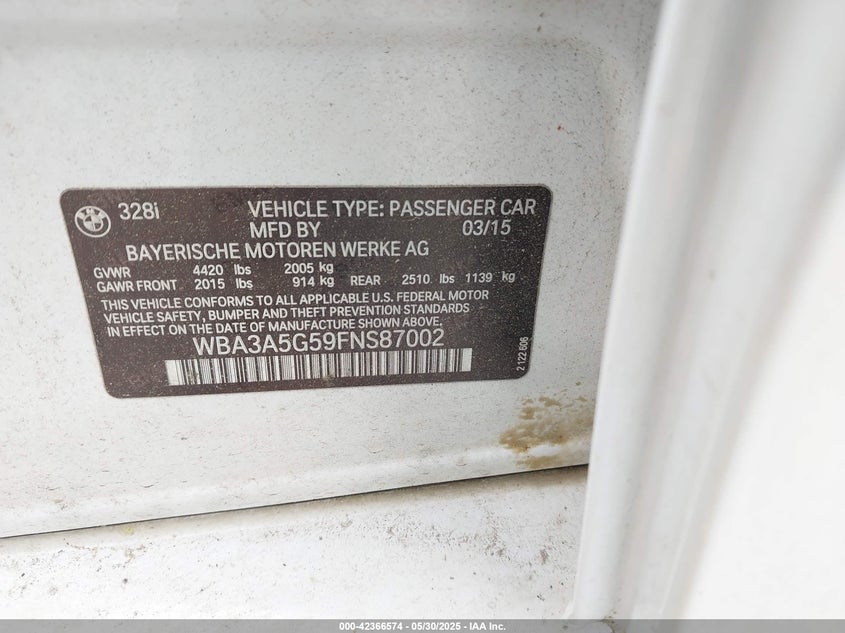 328i VEHICLE TYPE: PASSENGER CAR
MFD BY 03/15
BAYERISCHE MOTOREN WERKE AG
GVWR 4420 lbs 2005 kg
GAWR FRONT 2015 lbs 914 kg REAR 2510 lbs 1139 kg
THIS VEHICLE CONFORMS TO ALL APPLICABLE U.S. FEDERAL MOTOR
VEHICLE SAFETY, BUMPER AND THEFT PREVENTION STANDARDS
IN EFFECT ON THE DATE OF MANUFACTURE SHOWN ABOVE.
WBA3A5G59FNS87002
2 122 606
000-42366574 - 05/30/2025 - IAA Inc.